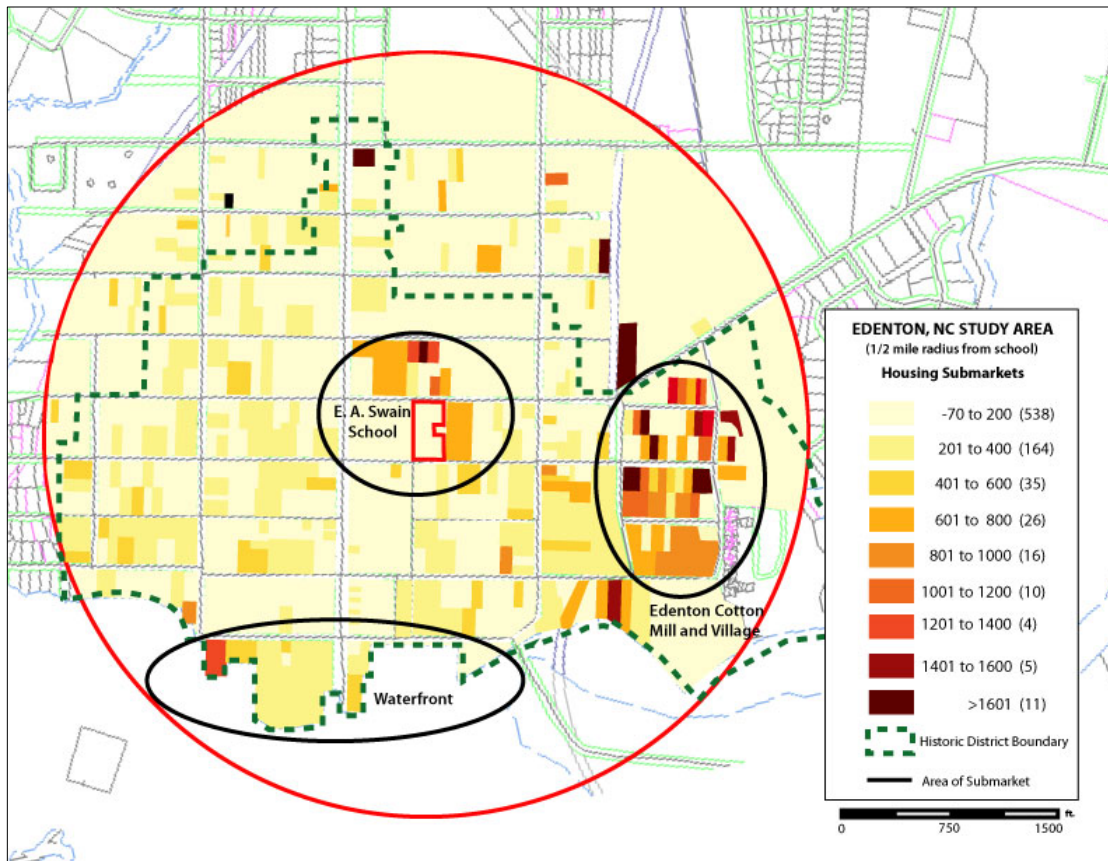 E. A. Swain
School
Edenton Cotton
Mill and Village
Waterfront
EDENTON, NC STUDY AREA
(1/2 mile radius from school)
Housing Submarkets
-70 to 200 (538)
201 to 400 (164)
401 to 600 (35)
601 to 800 (26)
801 to 1000 (16)
1001 to 1200 (10)
1201 to 1400 (4)
1401 to 1600 (5)
>1601 (11)
Historic District Boundary
Area of Submarket
ft.
0 750 1500